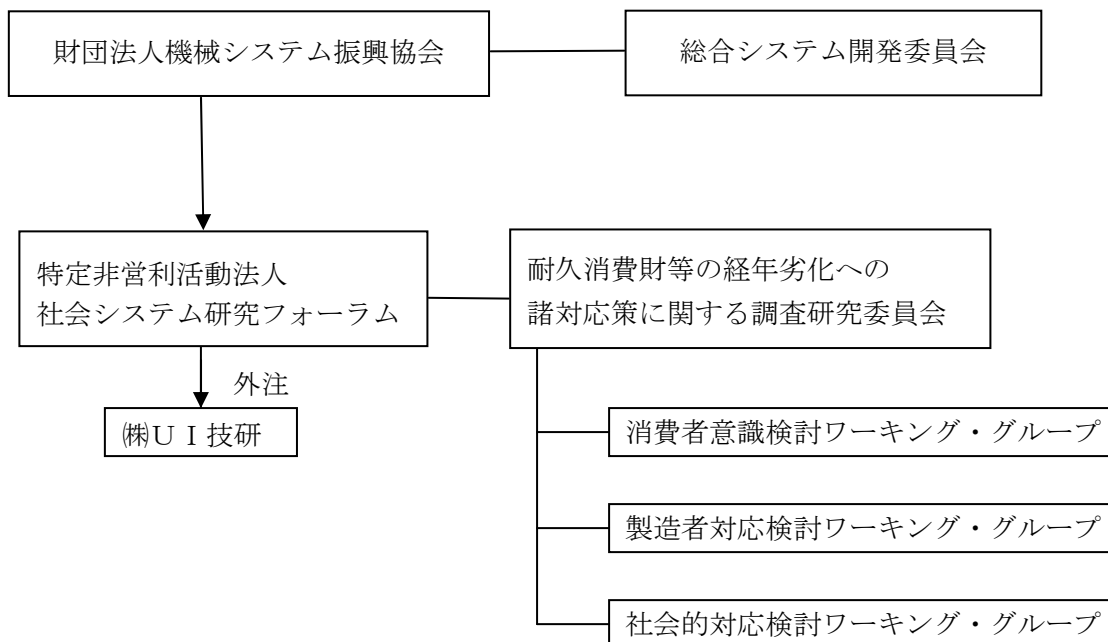 財団法人機械システム振興協会
総合システム開発委員会
特定非営利活動法人
社会システム研究フォーラム
耐久消費財等の経年劣化への
諸対応策に関する調査研究委員会
外注
㈱ＵＩ技研
消費者意識検討ワーキング・グループ
製造者対応検討ワーキング・グループ
社会的対応検討ワーキング・グループ